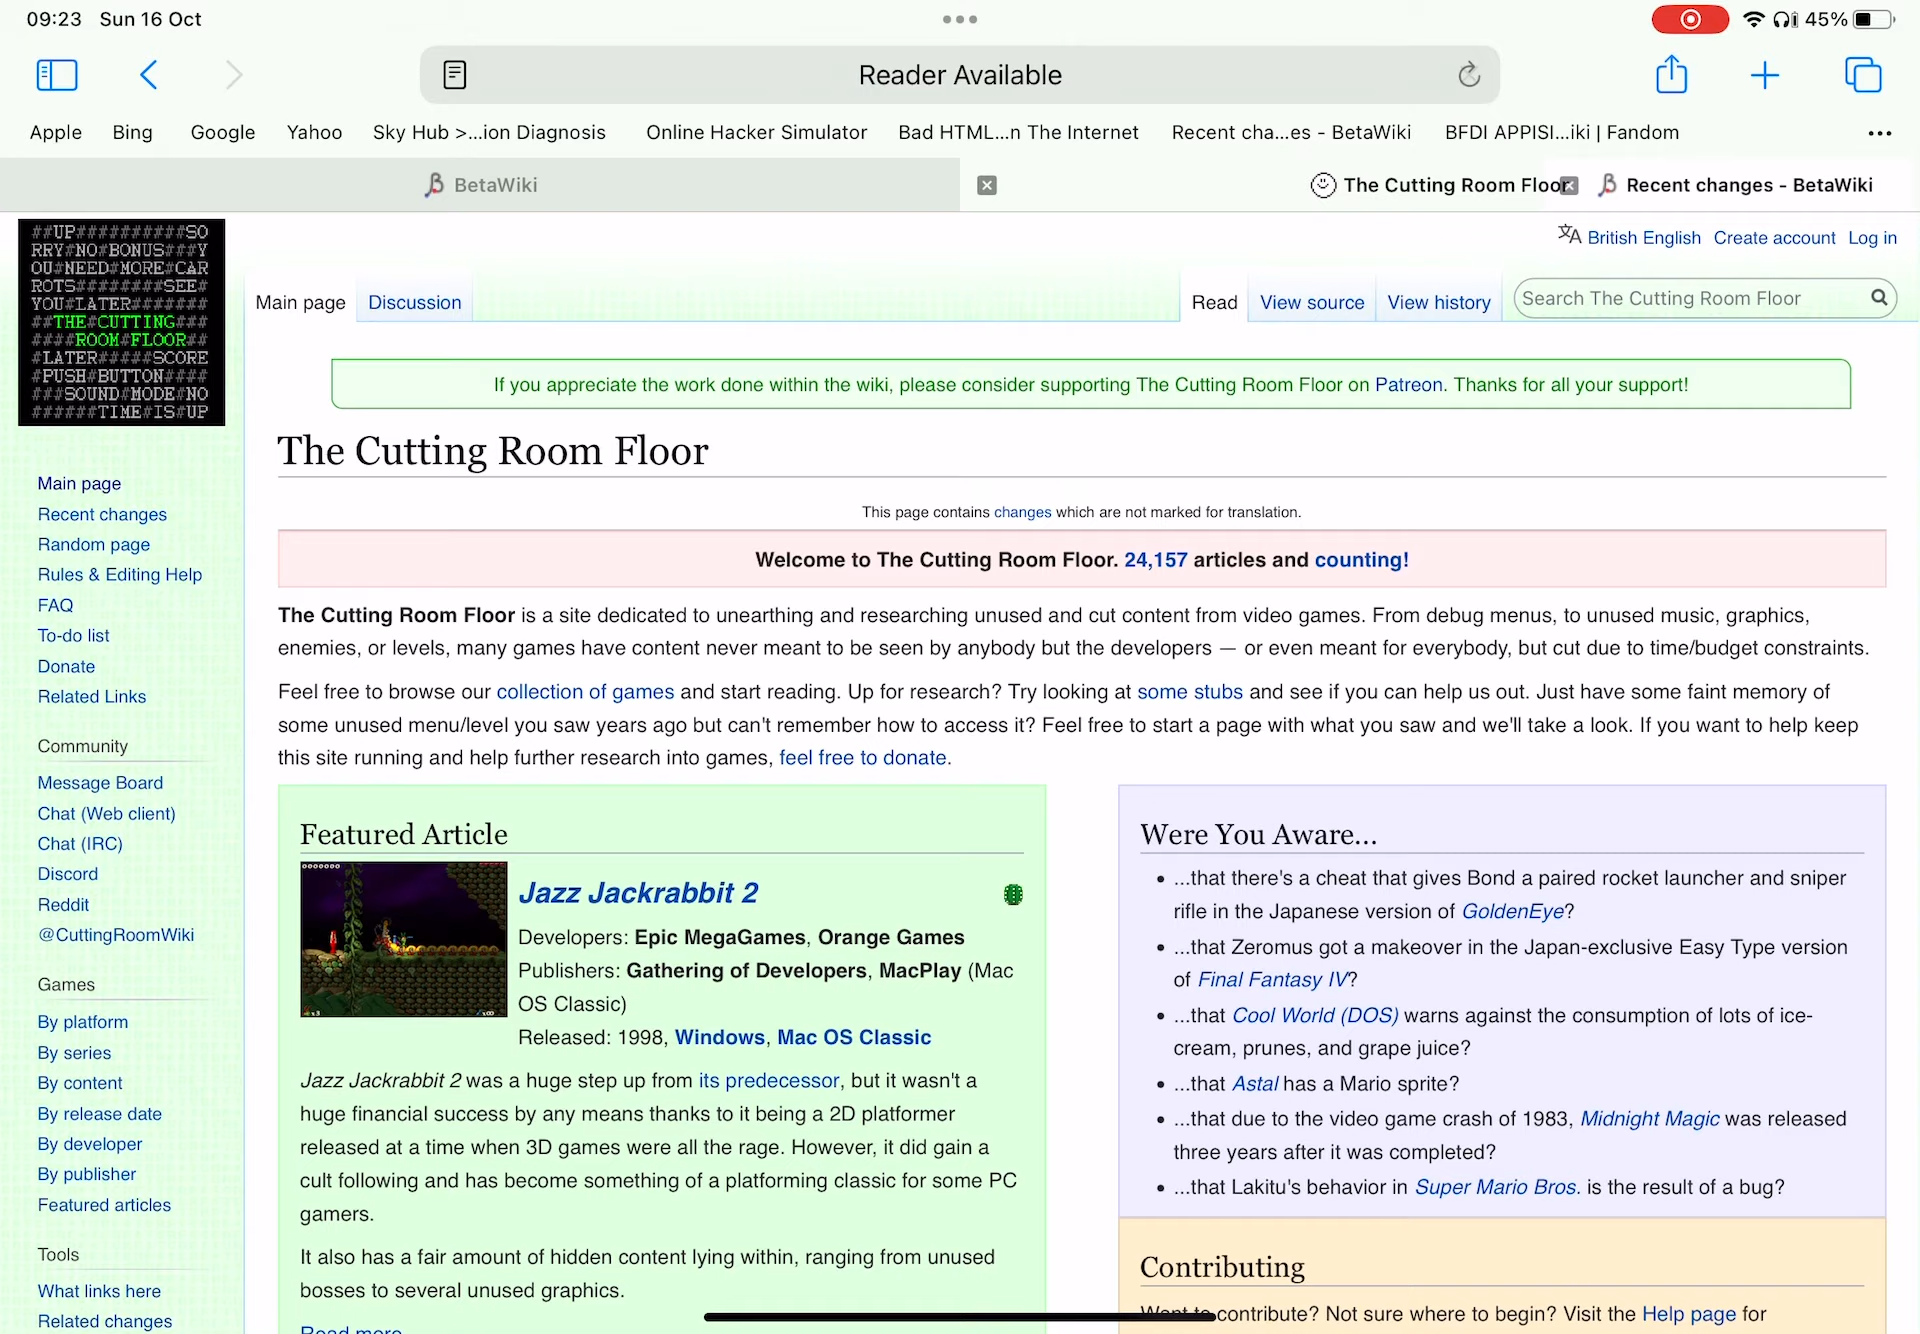 09:23 Sun 16 Oct
45%
Reader Available
Apple Bing Google Yahoo Sky Hub >...ion Diagnosis Online Hacker Simulator Bad HTML...n The Internet Recent cha...es - BetaWiki BFDI APPISI...iki | Fandom
BetaWiki The Cutting Room Floor Recent changes - BetaWiki
##UP##########SO
RRY#NO#BONUS###Y
OU#NEED#MORE#CAR
ROTS########SEE#
YOU#LATER#######
##THE#CUTTING###
####ROOM#FLOOR##
#LATER#####SCORE
#PUSH#BUTTON####
###SOUND#MODE#NO
######TIME#IS#UP
British English Create account Log in
Main page Discussion Read View source View history Search The Cutting Room Floor
If you appreciate the work done within the wiki, please consider supporting The Cutting Room Floor on Patreon. Thanks for all your support!
The Cutting Room Floor
This page contains changes which are not marked for translation.
Welcome to The Cutting Room Floor. 24,157 articles and counting!
The Cutting Room Floor is a site dedicated to unearthing and researching unused and cut content from video games. From debug menus, to unused music, graphics,
enemies, or levels, many games have content never meant to be seen by anybody but the developers — or even meant for everybody, but cut due to time/budget constraints.
Feel free to browse our collection of games and start reading. Up for research? Try looking at some stubs and see if you can help us out. Just have some faint memory of
some unused menu/level you saw years ago but can't remember how to access it? Feel free to start a page with what you saw and we'll take a look. If you want to help keep
this site running and help further research into games, feel free to donate.
Main page
Recent changes
Random page
Rules & Editing Help
FAQ
To-do list
Donate
Related Links
Community
Message Board
Chat (Web client)
Chat (IRC)
Discord
Reddit
@CuttingRoomWiki
Games
By platform
By series
By content
By release date
By developer
By publisher
Featured articles
Tools
What links here
Related changes
Featured Article
Jazz Jackrabbit 2
Developers: Epic MegaGames, Orange Games
Publishers: Gathering of Developers, MacPlay (Mac
OS Classic)
Released: 1998, Windows, Mac OS Classic
Jazz Jackrabbit 2 was a huge step up from its predecessor, but it wasn't a
huge financial success by any means thanks to it being a 2D platformer
released at a time when 3D games were all the rage. However, it did gain a
cult following and has become something of a platforming classic for some PC
gamers.
It also has a fair amount of hidden content lying within, ranging from unused
bosses to several unused graphics.
Read more
Were You Aware...
...that there's a cheat that gives Bond a paired rocket launcher and sniper
rifle in the Japanese version of GoldenEye?
...that Zeromus got a makeover in the Japan-exclusive Easy Type version
of Final Fantasy IV?
...that Cool World (DOS) warns against the consumption of lots of ice-
cream, prunes, and grape juice?
...that Astal has a Mario sprite?
...that due to the video game crash of 1983, Midnight Magic was released
three years after it was completed?
...that Lakitu's behavior in Super Mario Bros. is the result of a bug?
Contributing
Want to contribute? Not sure where to begin? Visit the Help page for